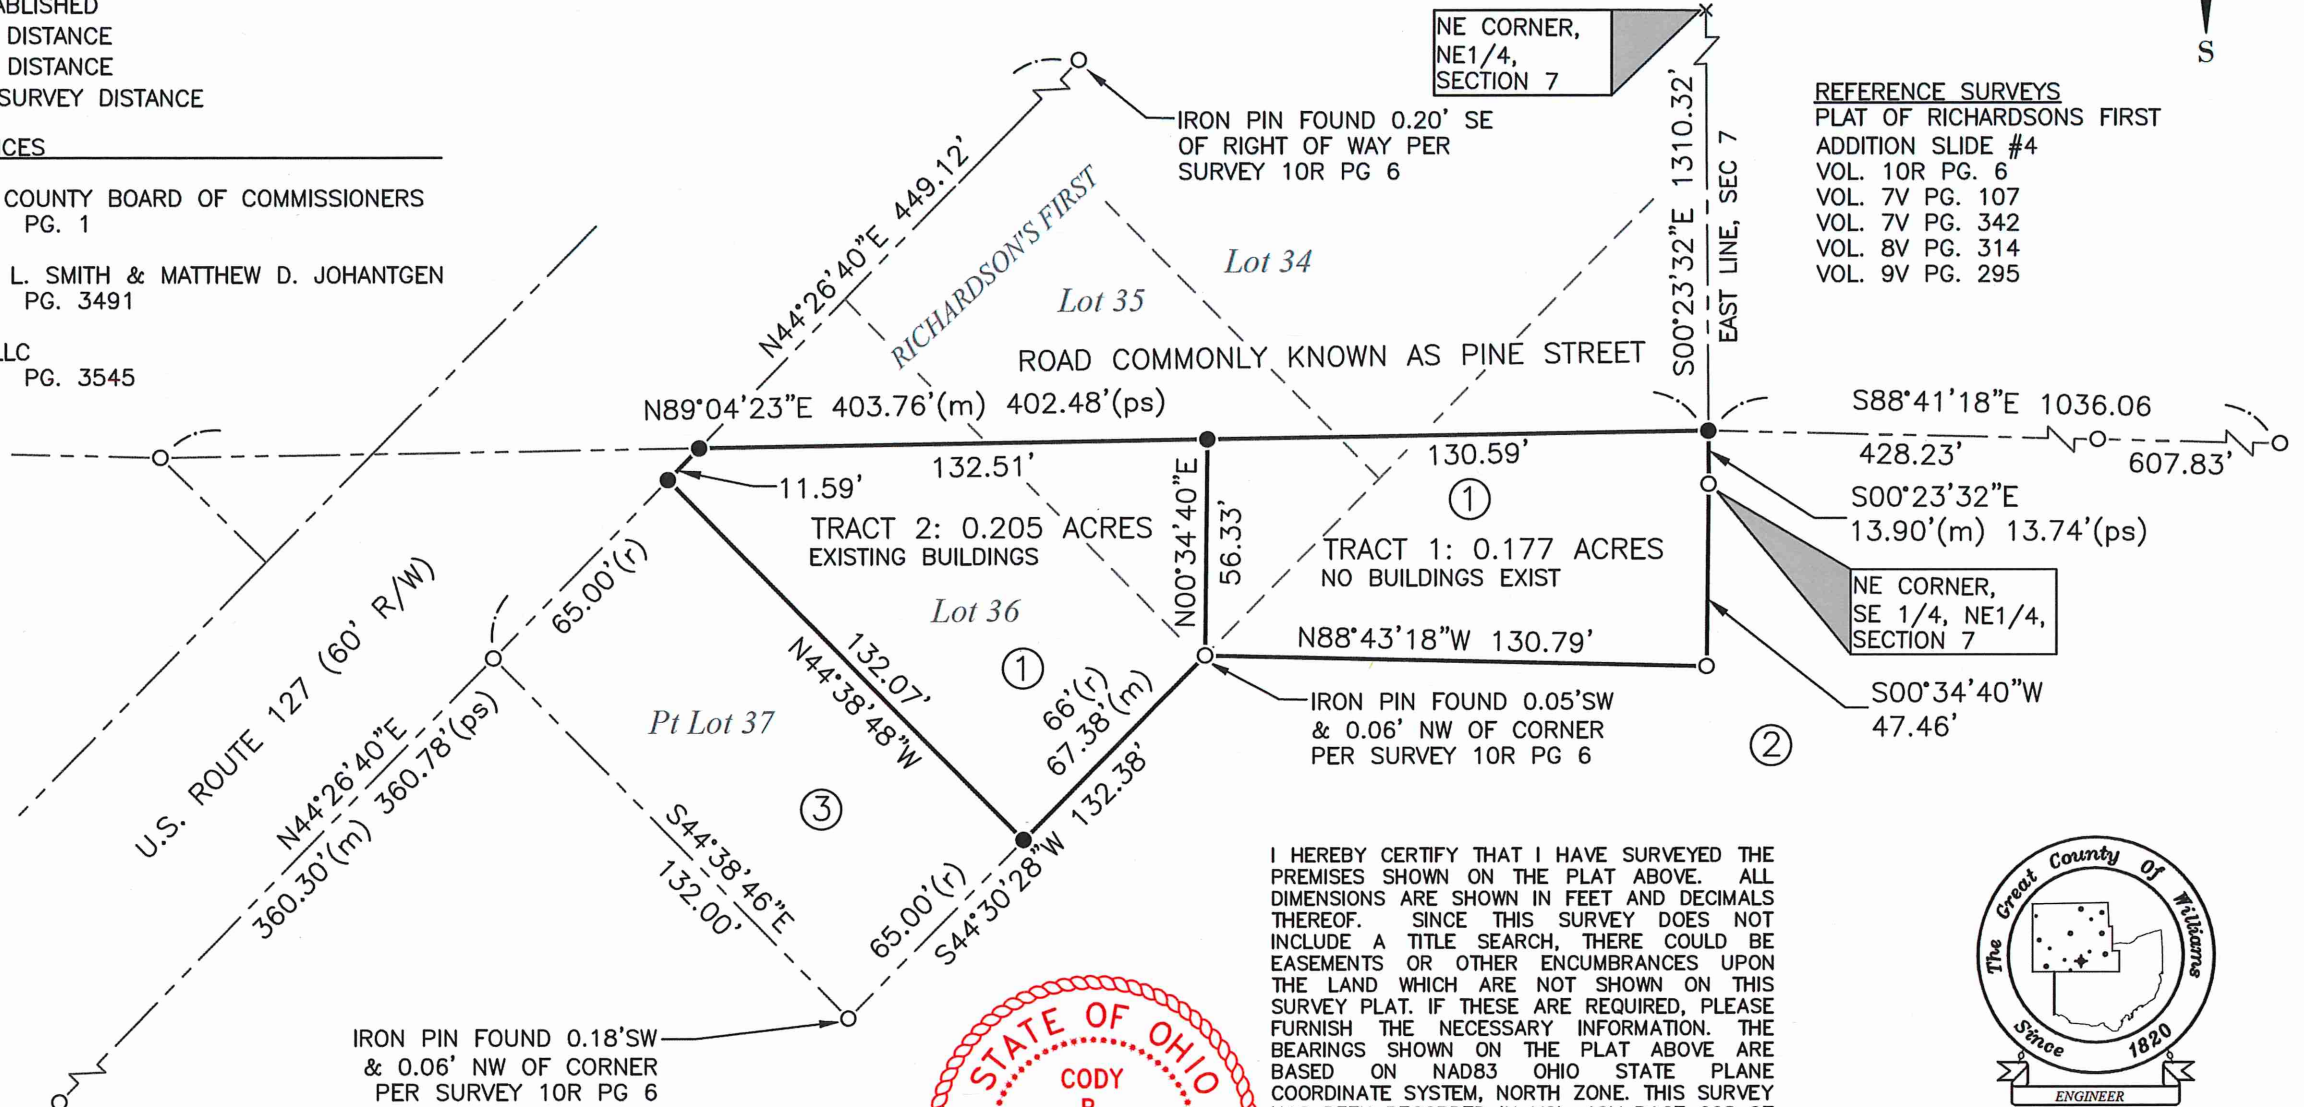 ABLISHED
DISTANCE
DISTANCE
SURVEY DISTANCE
CES
COUNTY BOARD OF COMMISSIONERS
PG. 1
L. SMITH & MATTHEW D. JOHANTGEN
PG. 3491
LLC
PG. 3545
NE CORNER,
NE1/4,
SECTION 7
S
IRON PIN FOUND 0.20' SE
OF RIGHT OF WAY PER
SURVEY 10R PG 6
S00°23'32"E 1310.32'
EAST LINE, SEC 7
REFERENCE SURVEYS
PLAT OF RICHARDSONS FIRST
ADDITION SLIDE #4
VOL. 10R PG. 6
VOL. 7V PG. 107
VOL. 7V PG. 342
VOL. 8V PG. 314
VOL. 9V PG. 295
N44°26'40"E 449.12'
RICHARDSON'S FIRST
Lot 34
Lot 35
ROAD COMMONLY KNOWN AS PINE STREET
N89°04'23"E 403.76'(m) 402.48'(ps)
S88°41'18"E 1036.06
428.23'
607.83'
132.51'
130.59'
11.59'
N00°34'40"E
56.33'
①
S00°23'32"E
13.90'(m) 13.74'(ps)
TRACT 2: 0.205 ACRES
EXISTING BUILDINGS
TRACT 1: 0.177 ACRES
NO BUILDINGS EXIST
NE CORNER,
SE 1/4, NE1/4,
SECTION 7
65.00'(r)
Lot 36
①
N88°43'18"W 130.79'
132.07'
N44°38'48"W
66'(r)
67.38'(m)
IRON PIN FOUND 0.05'SW
& 0.06' NW OF CORNER
PER SURVEY 10R PG 6
S00°34'40"W
47.46'
②
U.S. ROUTE 127 (60' R/W)
N44°26'40"E
360.30'(m) 360.78'(ps)
Pt Lot 37
③
S44°38'46"E
132.00'
65.00'(r)
S44°30'28"W 132.38'
IRON PIN FOUND 0.18'SW
& 0.06' NW OF CORNER
PER SURVEY 10R PG 6
STATE OF OHIO
CODY
I HEREBY CERTIFY THAT I HAVE SURVEYED THE
PREMISES SHOWN ON THE PLAT ABOVE. ALL
DIMENSIONS ARE SHOWN IN FEET AND DECIMALS
THEREOF. SINCE THIS SURVEY DOES NOT
INCLUDE A TITLE SEARCH, THERE COULD BE
EASEMENTS OR OTHER ENCUMBRANCES UPON
THE LAND WHICH ARE NOT SHOWN ON THIS
SURVEY PLAT. IF THESE ARE REQUIRED, PLEASE
FURNISH THE NECESSARY INFORMATION. THE
BEARINGS SHOWN ON THE PLAT ABOVE ARE
BASED ON NAD83 OHIO STATE PLANE
COORDINATE SYSTEM, NORTH ZONE. THIS SURVEY
The Great County Of Williams
Since 1820
ENGINEER